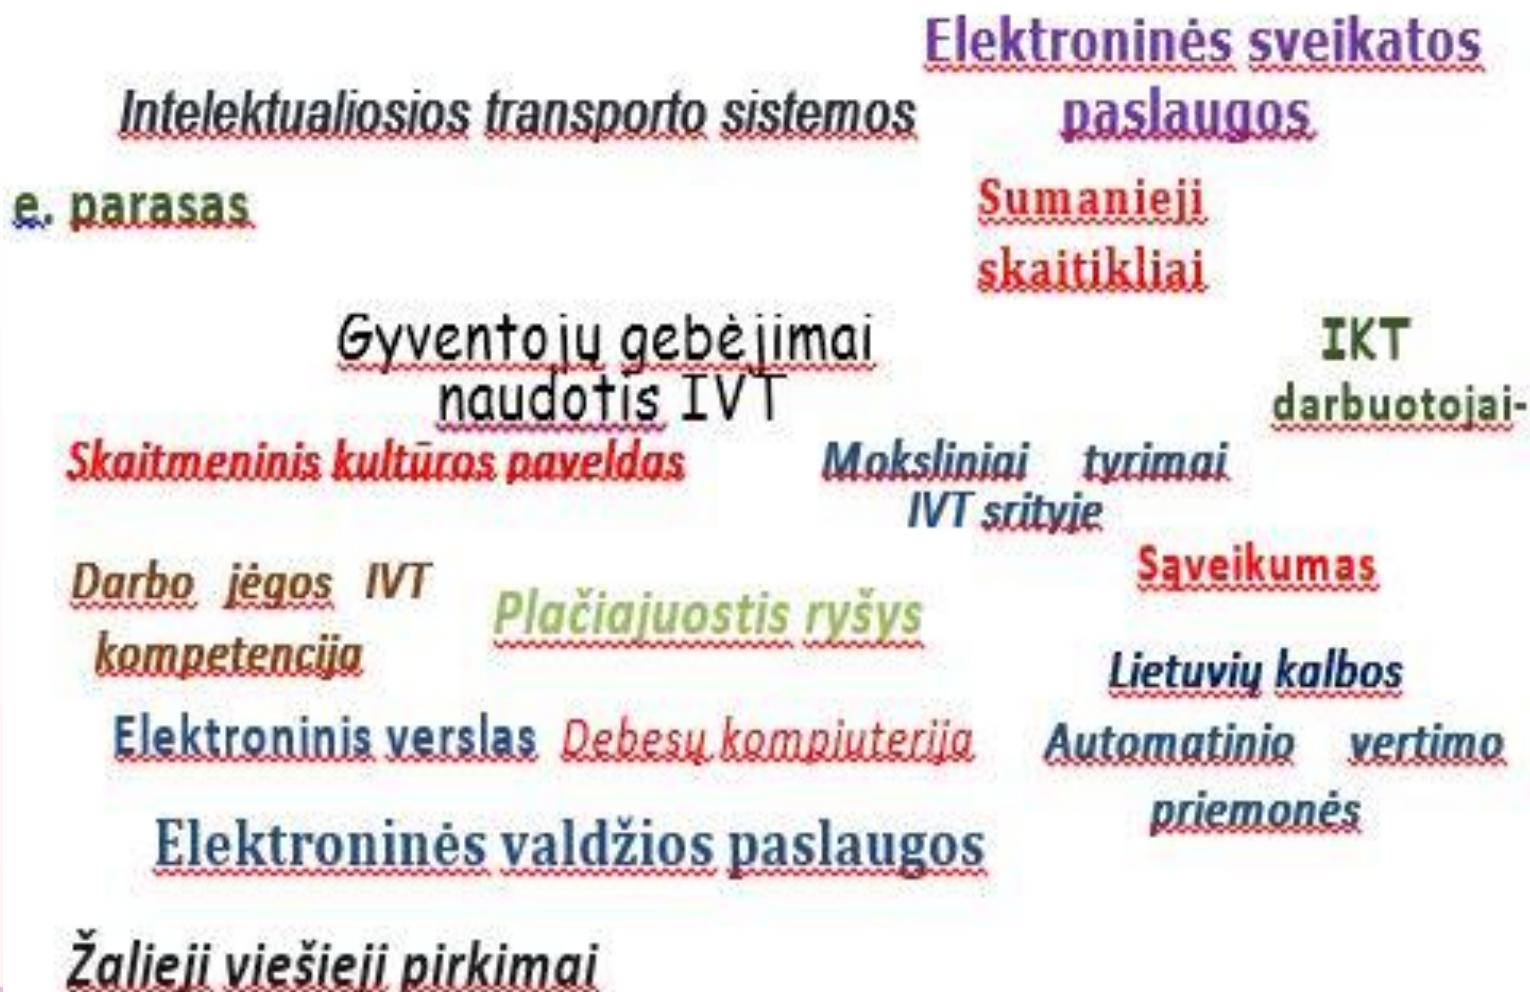 Elektroninės sveikatos
paslaugos
Intelektualiosios transporto sistemos
e. parasas
Sumanieji
skaitikliai
Gyventojų gebėjimai
naudotis IVT
IKT
darbuotojai-
Skaitmeninis kultūros paveldas
Moksliniai tyrimai
IVT srityje
Sąveikumas
Darbo jėgos IVT
kompetencija
Plačiajuostis ryšys
Lietuvių kalbos
Automatinio vertimo
priemonės
Elektroninis verslas
Debesų kompiuterija
Elektroninės valdžios paslaugos
Žalieji viešieji pirkimai